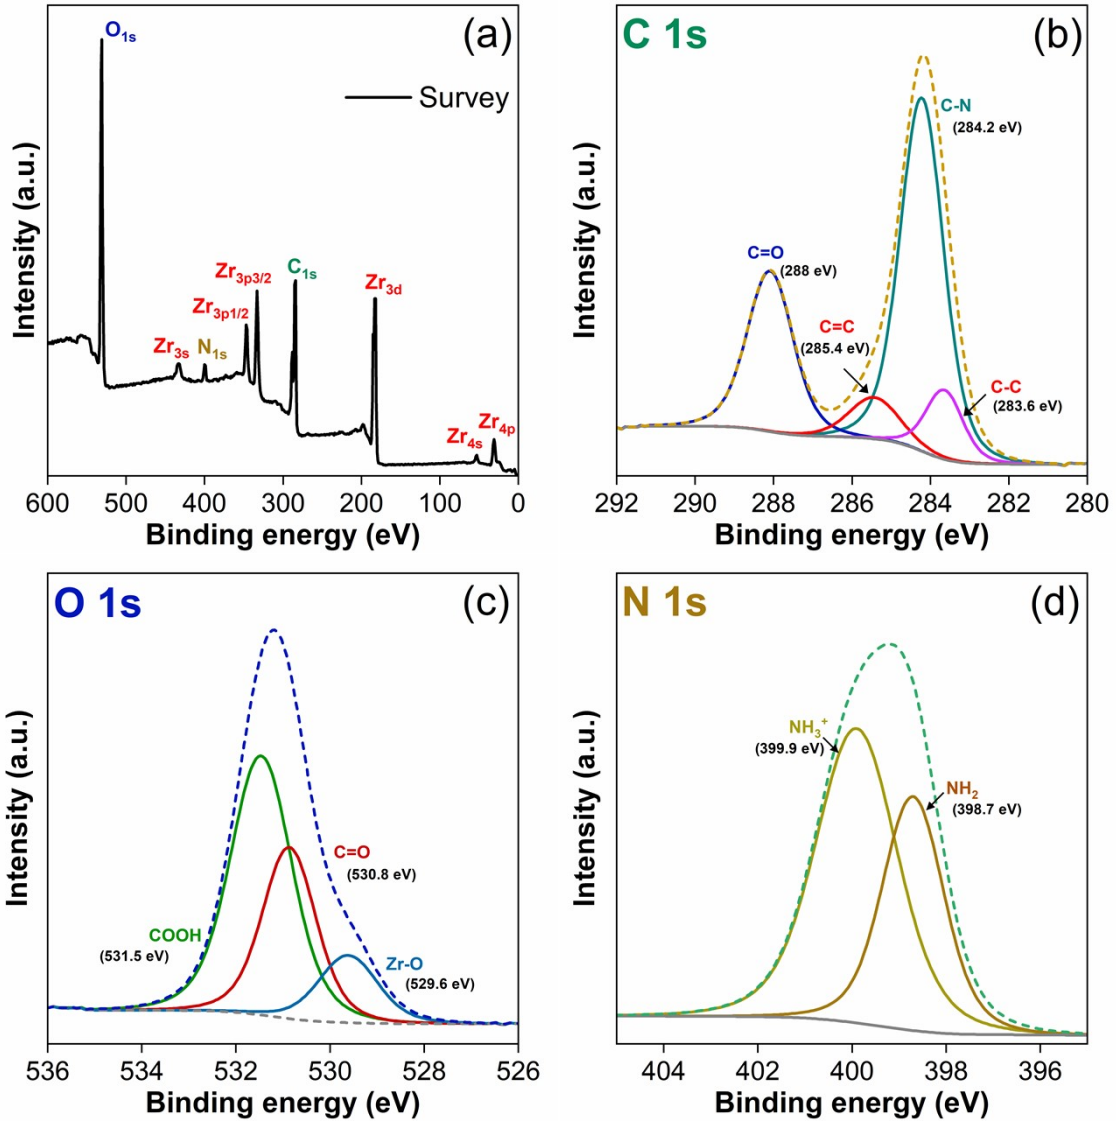 (a)
O1s
Survey
Zr3p3/2
C1s
Zr3d
Zr3p1/2
Zr3s
N1s
Zr4s
Zr4p
Intensity (a.u.)
600 500 400 300 200 100 0
Binding energy (eV)
C 1s
(b)
C-N
(284.2 eV)
C=O
(288 eV)
C=C
(285.4 eV)
C-C
(283.6 eV)
Intensity (a.u.)
292 290 288 286 284 282 280
Binding energy (eV)
O 1s
(c)
C=O
(530.8 eV)
COOH
(531.5 eV)
Zr-O
(529.6 eV)
Intensity (a.u.)
536 534 532 530 528 526
Binding energy (eV)
N 1s
(d)
NH3+
(399.9 eV)
NH2
(398.7 eV)
Intensity (a.u.)
404 402 400 398 396
Binding energy (eV)